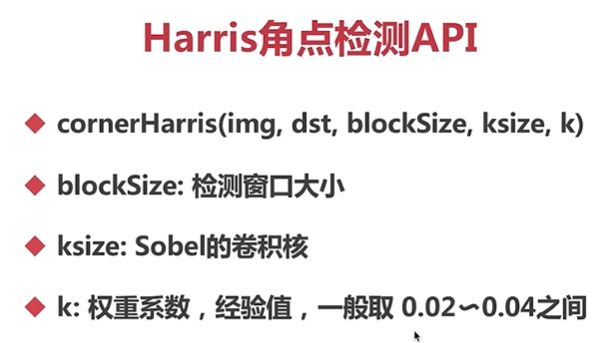 Harris角点检测API
cornerHarris(img, dst, blockSize, ksize, k)
blockSize: 检测窗口大小
ksize: Sobel的卷积核
k: 权重系数，经验值，一般取 0.02~0.04之间